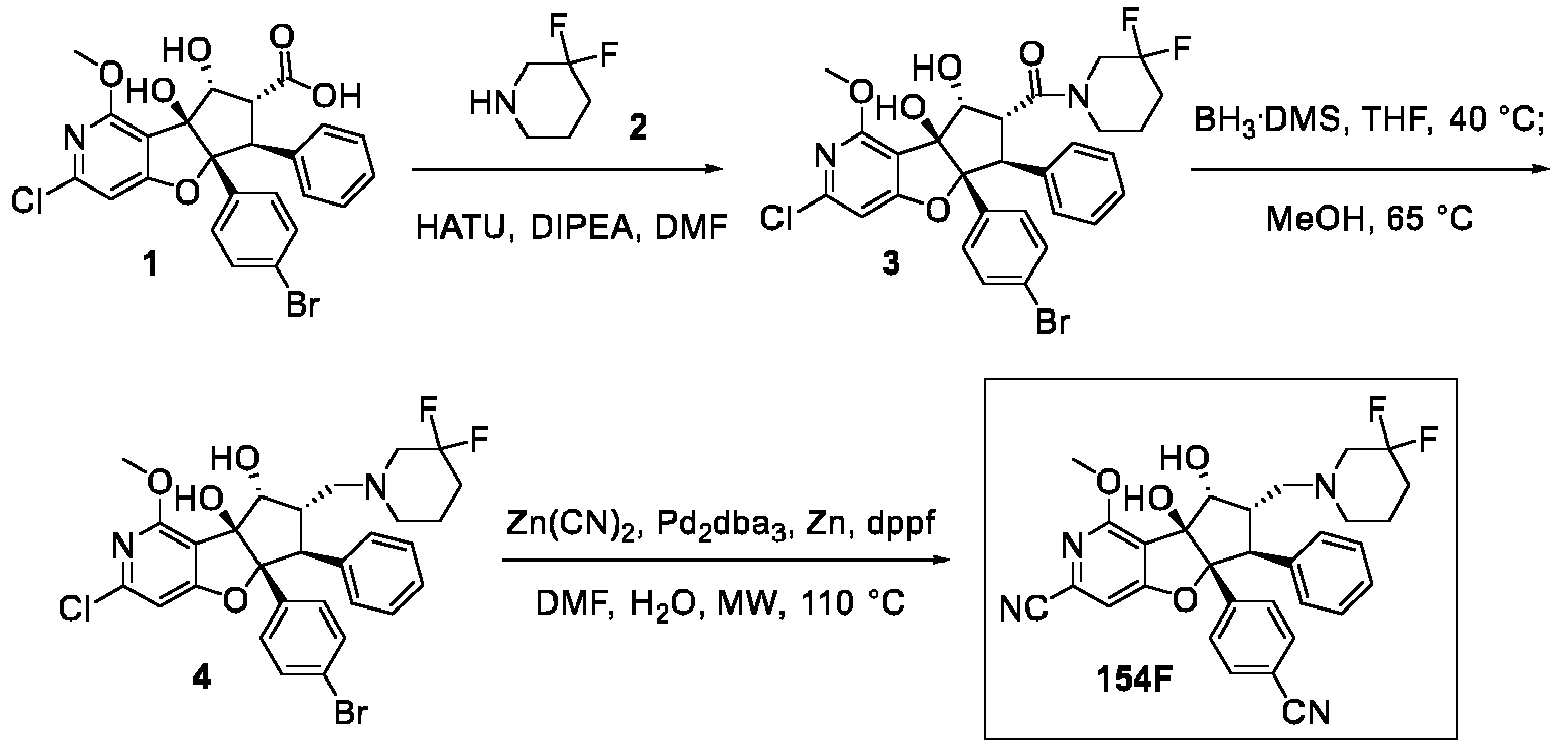 HO
O
O
HO
OH
N
Cl
O
Br
1
F
F
HN
2
HATU, DIPEA, DMF
HO
O
F
F
O
HO
N
N
Cl
O
Br
3
BH₃·DMS, THF, 40 °C;
MeOH, 65 °C
HO
F
F
O
HO
N
N
Cl
O
Br
4
Zn(CN)₂, Pd₂dba₃, Zn, dppf
DMF, H₂O, MW, 110 °C
HO
F
F
O
HO
N
N
NC
O
CN
154F